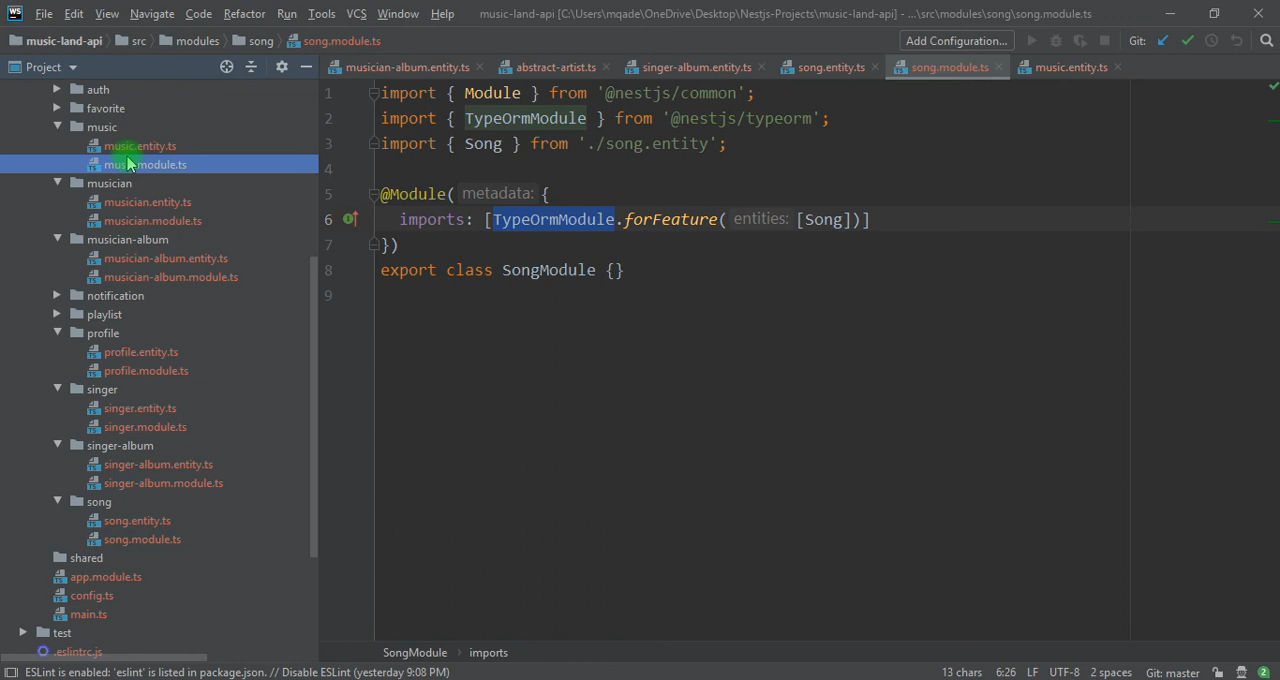 WS File Edit View Navigate Code Refactor Run Tools VCS Window Help music-land-api [C:\Users\mqade\OneDrive\Desktop\Nestjs-Projects\music-land-api] - ...\src\modules\song\song.module.ts
music-land-api src modules song song.module.ts Add Configuration... Git:
Project musician-album.entity.ts abstract-artist.ts singer-album.entity.ts song.entity.ts song.module.ts music.entity.ts
auth
favorite
music
music.entity.ts
music.module.ts
musician
musician.entity.ts
musician.module.ts
musician-album
musician-album.entity.ts
musician-album.module.ts
notification
playlist
profile
profile.entity.ts
profile.module.ts
singer
singer.entity.ts
singer.module.ts
singer-album
singer-album.entity.ts
singer-album.module.ts
song
song.entity.ts
song.module.ts
shared
app.module.ts
config.ts
main.ts
test
.eslintrc.js
1 import { Module } from '@nestjs/common';
2 import { TypeOrmModule } from '@nestjs/typeorm';
3 import { Song } from './song.entity';
4
5 @Module( metadata: {
6 imports: [TypeOrmModule.forFeature( entities: [Song])]
7 })
8 export class SongModule {}
9
SongModule imports
ESLint is enabled: 'eslint' is listed in package.json. // Disable ESLint (yesterday 9:08 PM) 13 chars 6:26 LF UTF-8 2 spaces Git: master 2